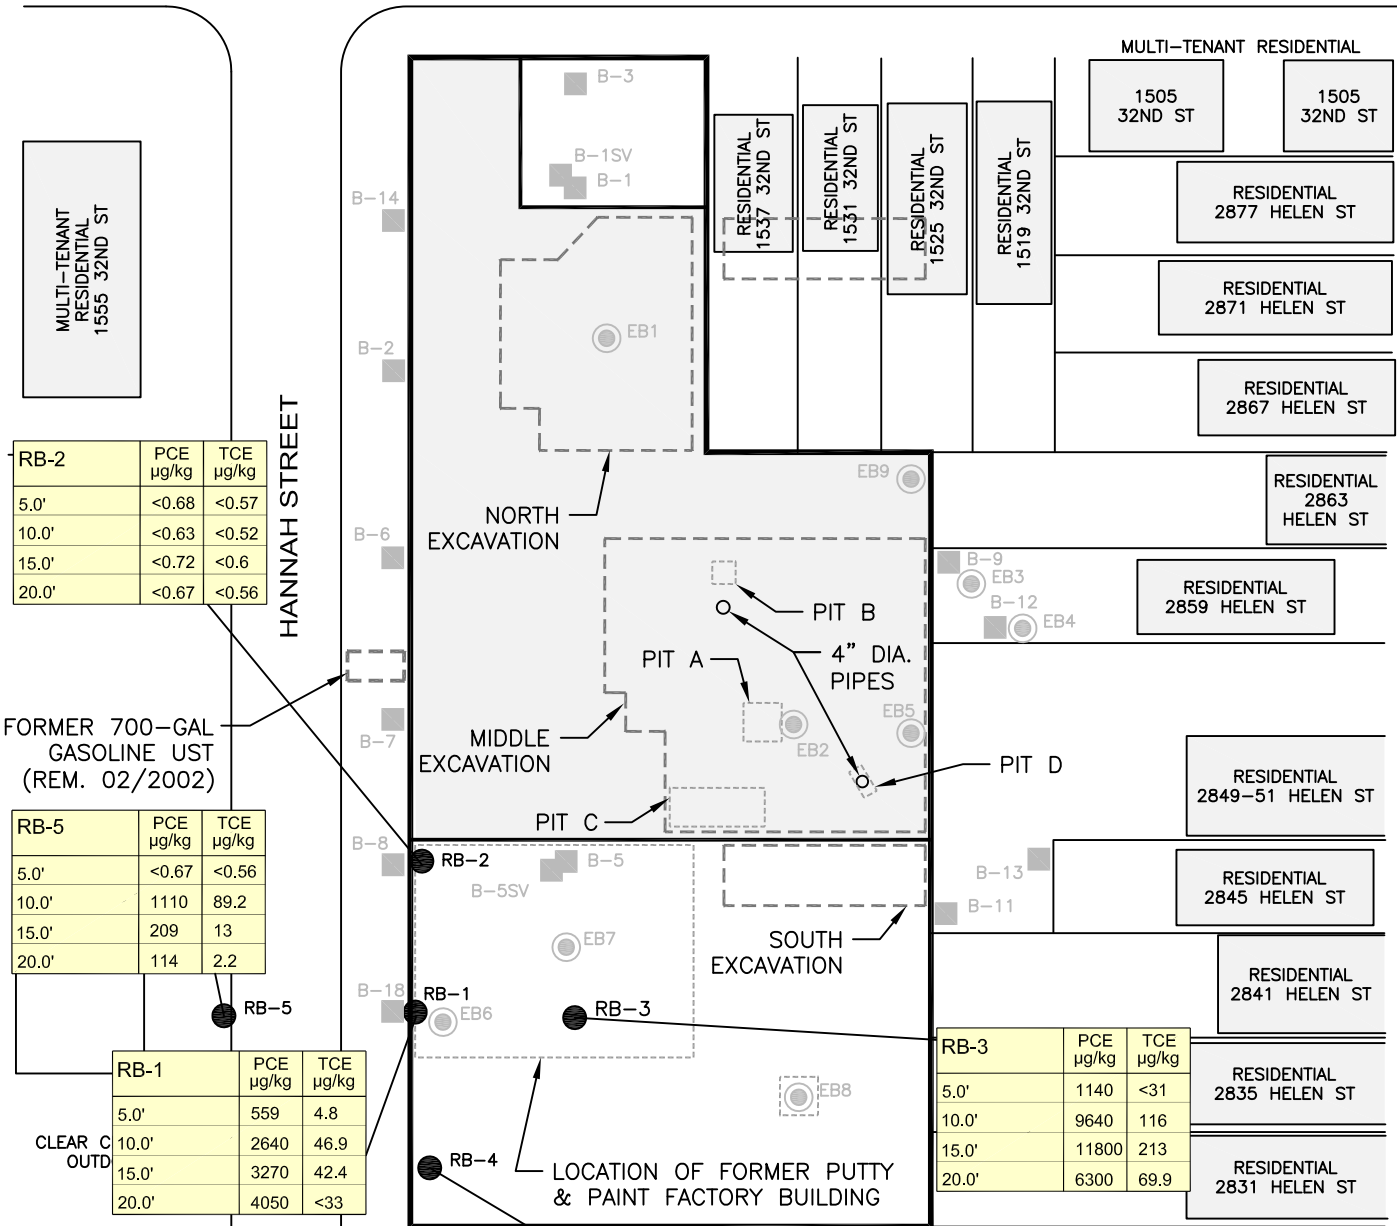 MULTI-TENANT RESIDENTIAL
1505
32ND ST
1505
32ND ST
B-3
B-1SV
B-1
B-14
MULTI-TENANT
RESIDENTIAL
1555 32ND ST
RESIDENTIAL
1537 32ND ST
RESIDENTIAL
1531 32ND ST
RESIDENTIAL
1525 32ND ST
RESIDENTIAL
1519 32ND ST
RESIDENTIAL
2877 HELEN ST
RESIDENTIAL
2871 HELEN ST
RESIDENTIAL
2867 HELEN ST
RESIDENTIAL
2863
HELEN ST
RESIDENTIAL
2859 HELEN ST
RESIDENTIAL
2849-51 HELEN ST
RESIDENTIAL
2845 HELEN ST
RESIDENTIAL
2841 HELEN ST
RESIDENTIAL
2835 HELEN ST
RESIDENTIAL
2831 HELEN ST
B-2
EB1
HANNAH STREET
RB-2 PCE µg/kg TCE µg/kg
5.0' <0.68 <0.57
10.0' <0.63 <0.52
15.0' <0.72 <0.6
20.0' <0.67 <0.56
NORTH
EXCAVATION
EB9
B-6
B-9
EB3
B-12
EB4
PIT B
4" DIA.
PIPES
PIT A
FORMER 700-GAL
GASOLINE UST
(REM. 02/2002)
B-7
MIDDLE
EXCAVATION
EB2
EB5
PIT D
PIT C
RB-5 PCE µg/kg TCE µg/kg
5.0' <0.67 <0.56
10.0' 1110 89.2
15.0' 209 13
20.0' 114 2.2
B-8
RB-2
B-5
B-5SV
B-13
B-11
SOUTH
EXCAVATION
EB7
B-18
RB-1
EB6
RB-3
RB-5
RB-1 PCE µg/kg TCE µg/kg
5.0' 559 4.8
10.0' 2640 46.9
15.0' 3270 42.4
20.0' 4050 <33
RB-3 PCE µg/kg TCE µg/kg
5.0' 1140 <31
10.0' 9640 116
15.0' 11800 213
20.0' 6300 69.9
EB8
CLEAR C
OUTD
RB-4
LOCATION OF FORMER PUTTY
& PAINT FACTORY BUILDING